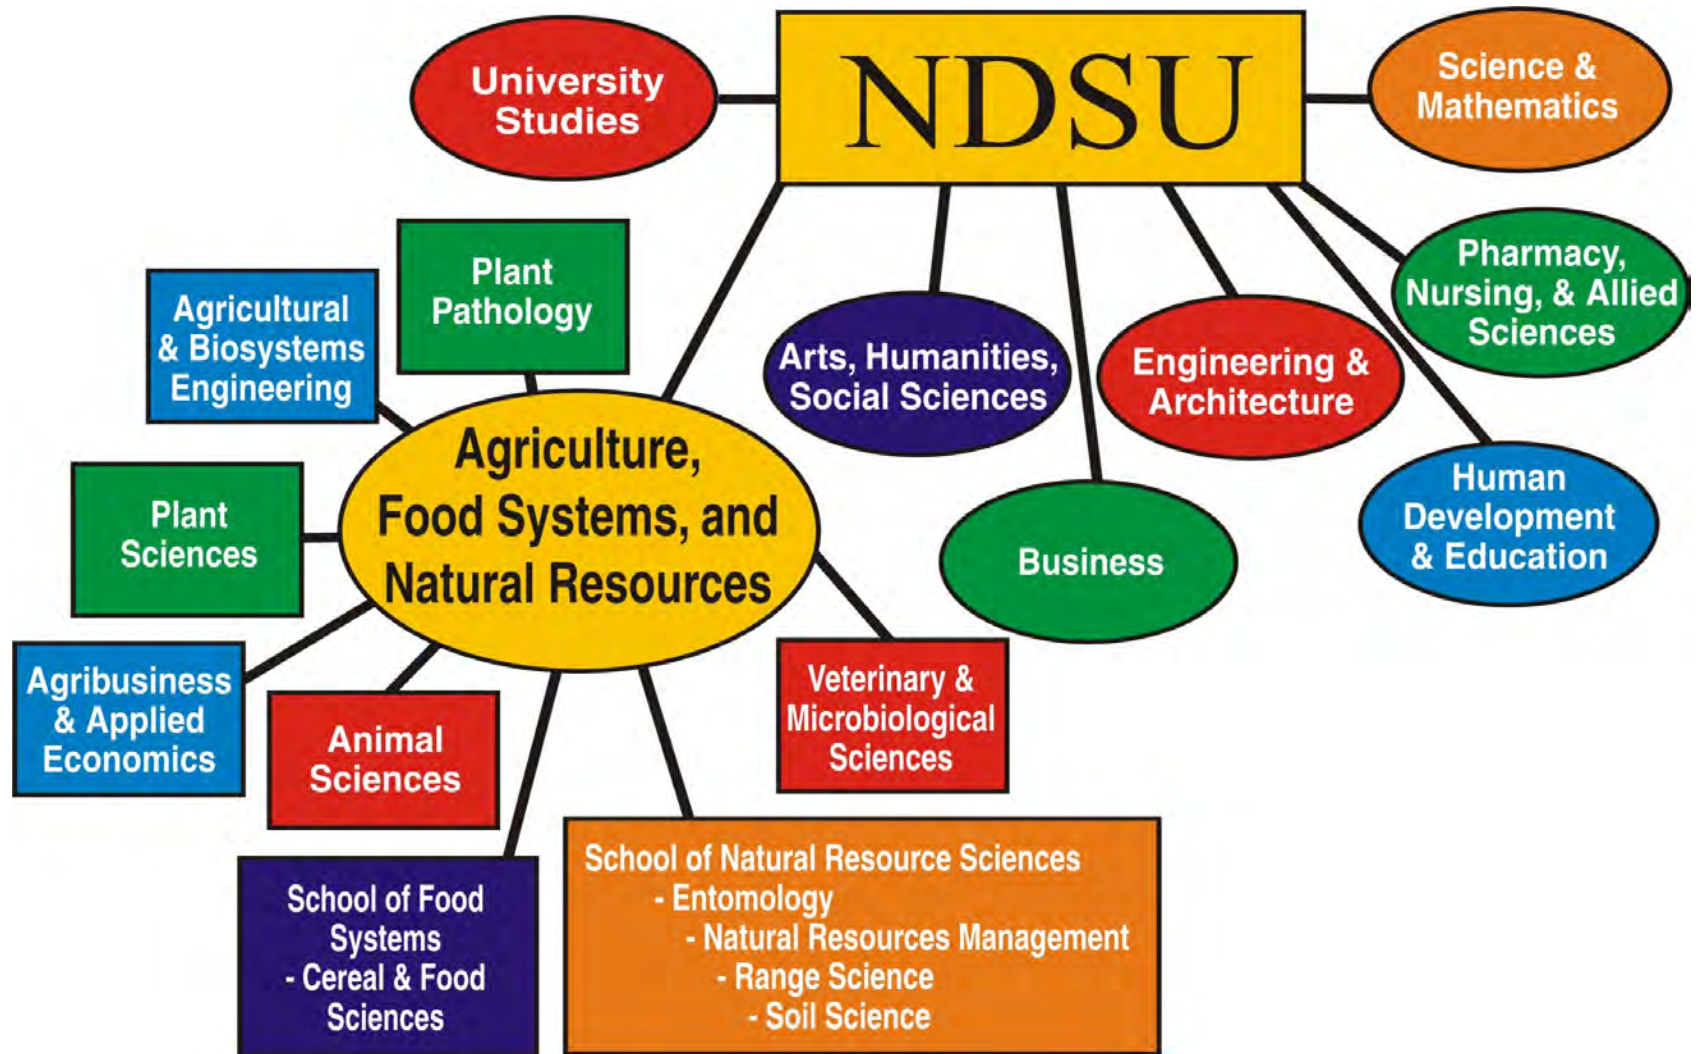 NDSU
University
Studies
Science &
Mathematics
Plant
Pathology
Agricultural
& Biosystems
Engineering
Pharmacy,
Nursing, & Allied
Sciences
Arts, Humanities,
Social Sciences
Engineering &
Architecture
Agriculture,
Food Systems, and
Natural Resources
Human
Development
& Education
Plant
Sciences
Business
Agribusiness
& Applied
Economics
Animal
Sciences
Veterinary &
Microbiological
Sciences
School of Food
Systems
- Cereal & Food
Sciences
School of Natural Resource Sciences
- Entomology
- Natural Resources Management
- Range Science
- Soil Science